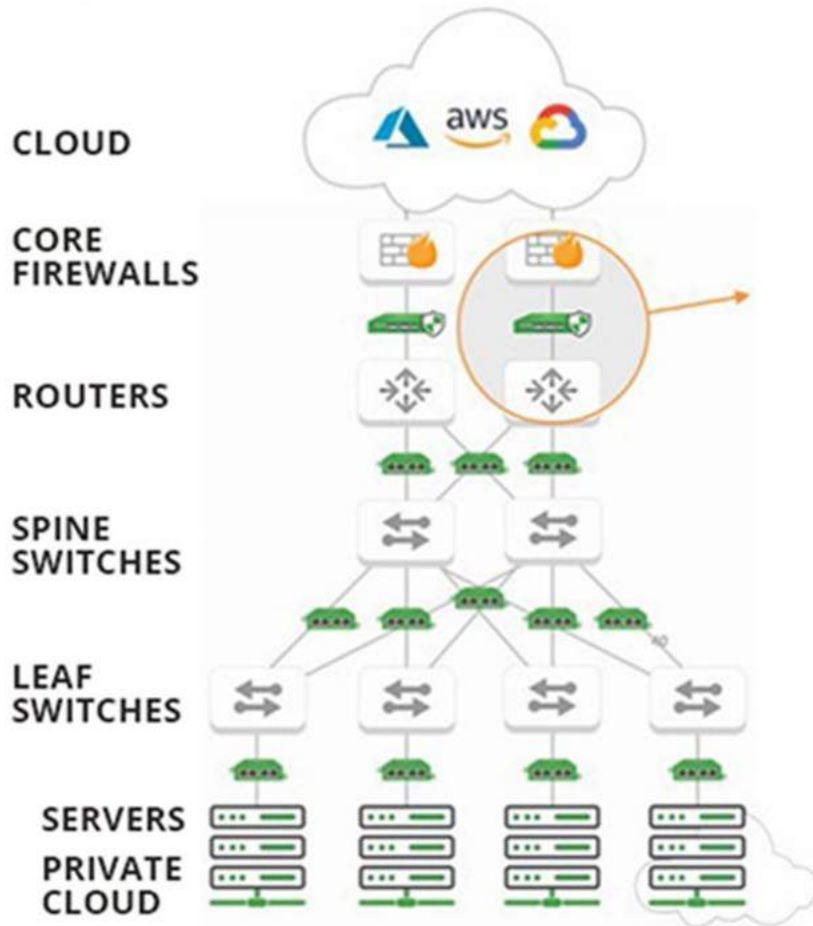 aws
CLOUD
CORE
FIREWALLS
ROUTERS
SPINE
SWITCHES
LEAF
SWITCHES
SERVERS
PRIVATE
CLOUD